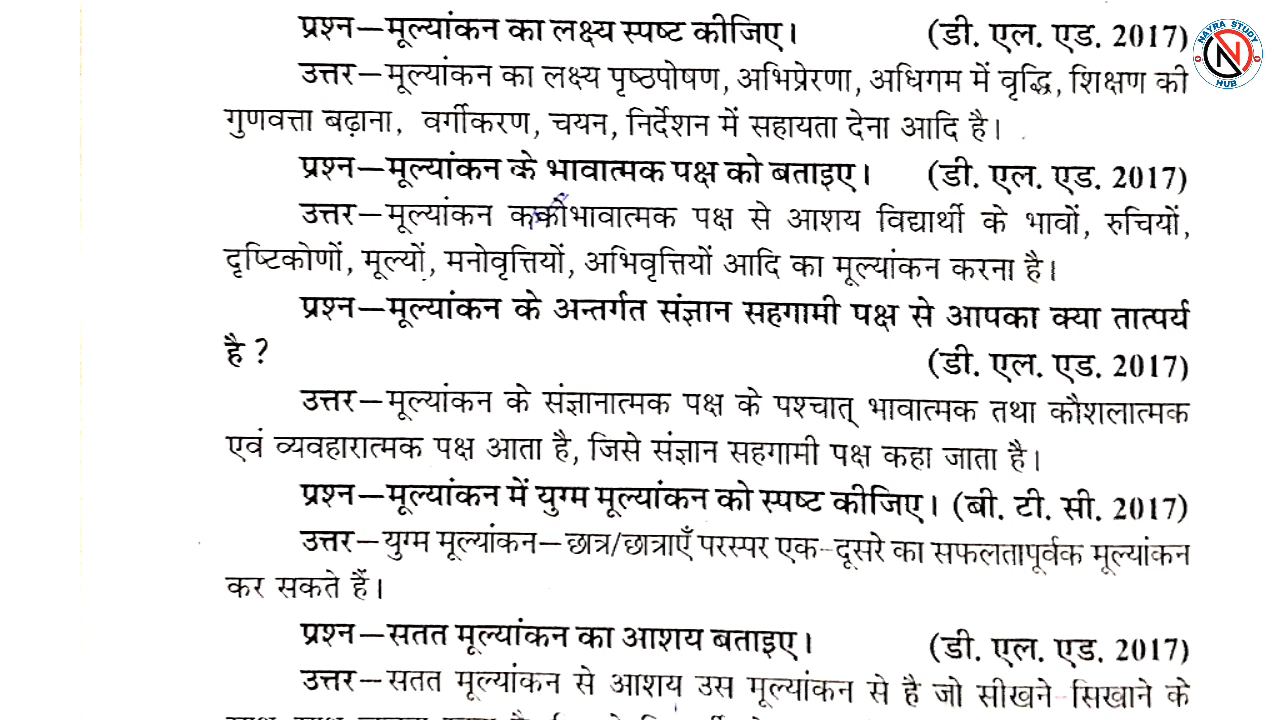 प्रश्न–मूल्यांकन का लक्ष्य स्पष्ट कीजिए। (डी. एल. एड. 2017)
NAYRA STUDY
HUB
उत्तर–मूल्यांकन का लक्ष्य पृष्ठपोषण, अभिप्रेरणा, अधिगम में वृद्धि, शिक्षण की
गुणवत्ता बढ़ाना, वर्गीकरण, चयन, निर्देशन में सहायता देना आदि है।
प्रश्न–मूल्यांकन के भावात्मक पक्ष को बताइए। (डी. एल. एड. 2017)
उत्तर–मूल्यांकन ककोभावात्मक पक्ष से आशय विद्यार्थी के भावों, रुचियों,
दृष्टिकोणों, मूल्यों, मनोवृत्तियों, अभिवृत्तियों आदि का मूल्यांकन करना है।
प्रश्न–मूल्यांकन के अन्तर्गत संज्ञान सहगामी पक्ष से आपका क्या तात्पर्य
है ? (डी. एल. एड. 2017)
उत्तर–मूल्यांकन के संज्ञानात्मक पक्ष के पश्चात् भावात्मक तथा कौशलात्मक
एवं व्यवहारात्मक पक्ष आता है, जिसे संज्ञान सहगामी पक्ष कहा जाता है।
प्रश्न–मूल्यांकन में युग्म मूल्यांकन को स्पष्ट कीजिए। (बी. टी. सी. 2017)
उत्तर–युग्म मूल्यांकन–छात्र/छात्राएँ परस्पर एक-दूसरे का सफलतापूर्वक मूल्यांकन
कर सकते हैं।
प्रश्न–सतत मूल्यांकन का आशय बताइए। (डी. एल. एड. 2017)
उत्तर–सतत मूल्यांकन से आशय उस मूल्यांकन से है जो सीखने-सिखाने के